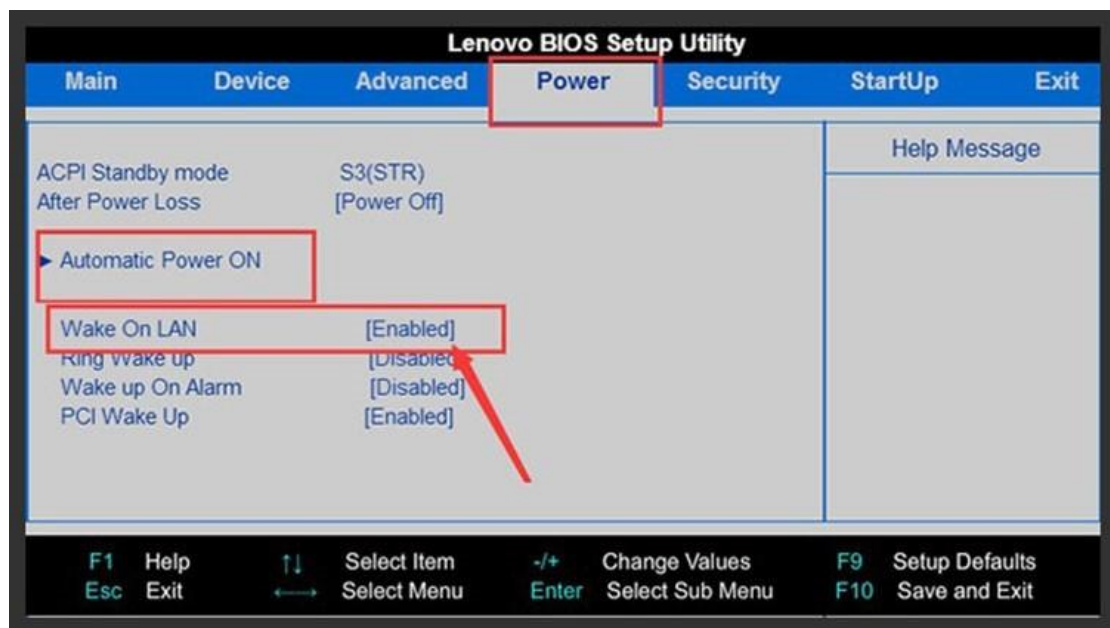 Lenovo BIOS Setup Utility
Main Device Advanced Power Security StartUp Exit
Help Message
ACPI Standby mode S3(STR)
After Power Loss [Power Off]
► Automatic Power ON
Wake On LAN [Enabled]
Ring Wake up [Disabled]
Wake up On Alarm [Disabled]
PCI Wake Up [Enabled]
F1 Help ↑↓ Select Item -/+ Change Values F9 Setup Defaults
Esc Exit ←→ Select Menu Enter Select Sub Menu F10 Save and Exit